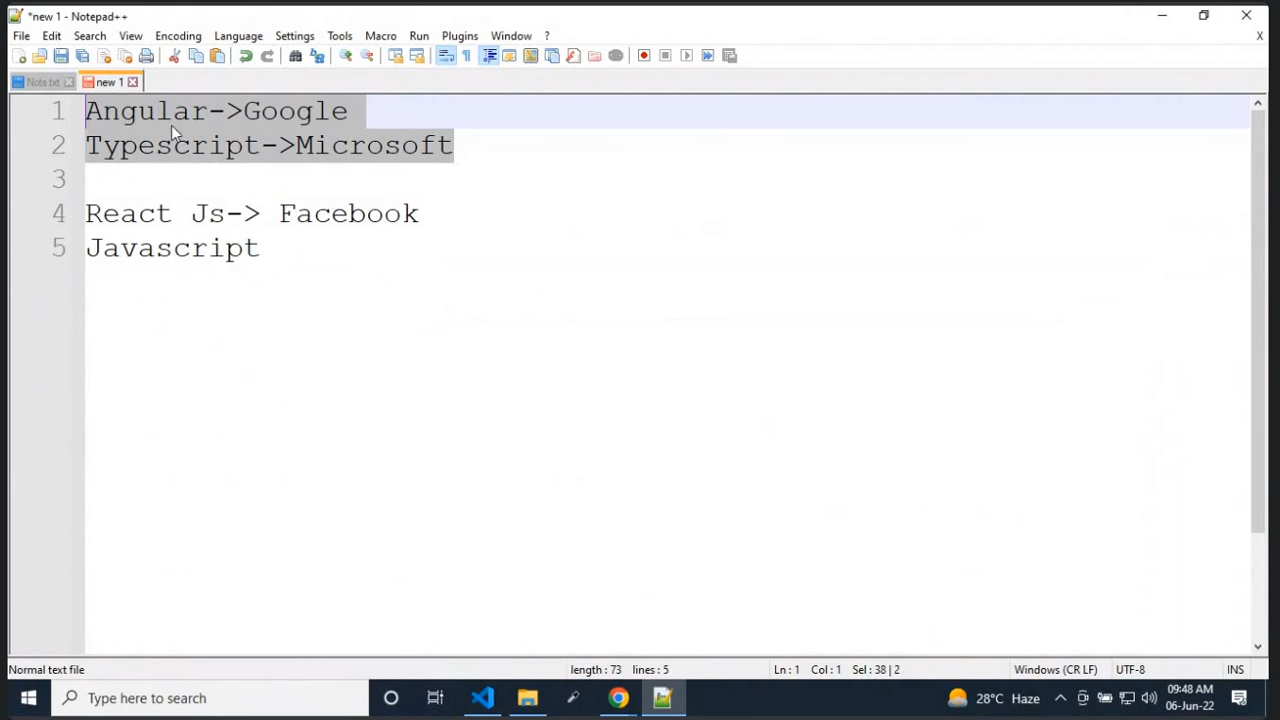 *new 1 - Notepad++
File Edit Search View Encoding Language Settings Tools Macro Run Plugins Window ? X
Nota.txt new 1
1 Angular->Google
2 Typescript->Microsoft
3
4 React Js-> Facebook
5 Javascript
Normal text file length : 73 lines : 5 Ln : 1 Col : 1 Sel : 38 | 2 Windows (CR LF) UTF-8 INS
Type here to search 28°C Haze 09:48 AM
06-Jun-22